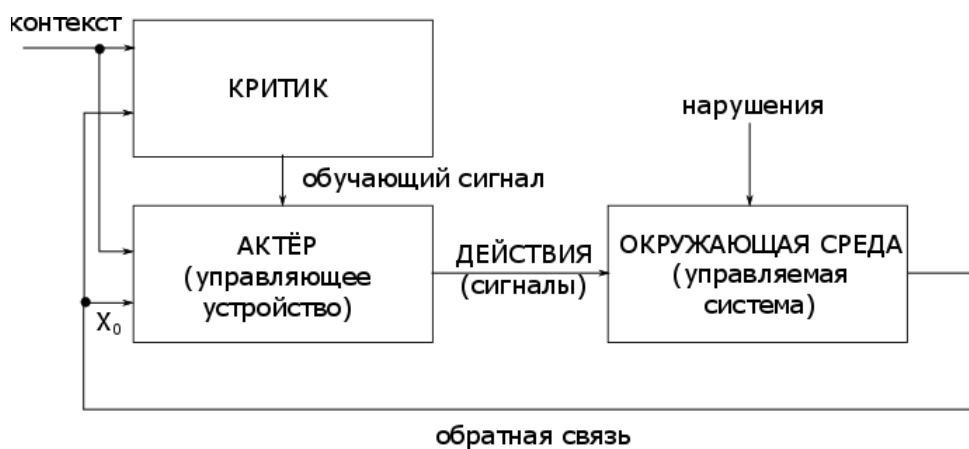 контекст
КРИТИК
нарушения
обучающий сигнал
АКТЁР
(управляющее
устройство)
X₀
ДЕЙСТВИЯ
(сигналы)
ОКРУЖАЮЩАЯ СРЕДА
(управляемая
система)
обратная связь